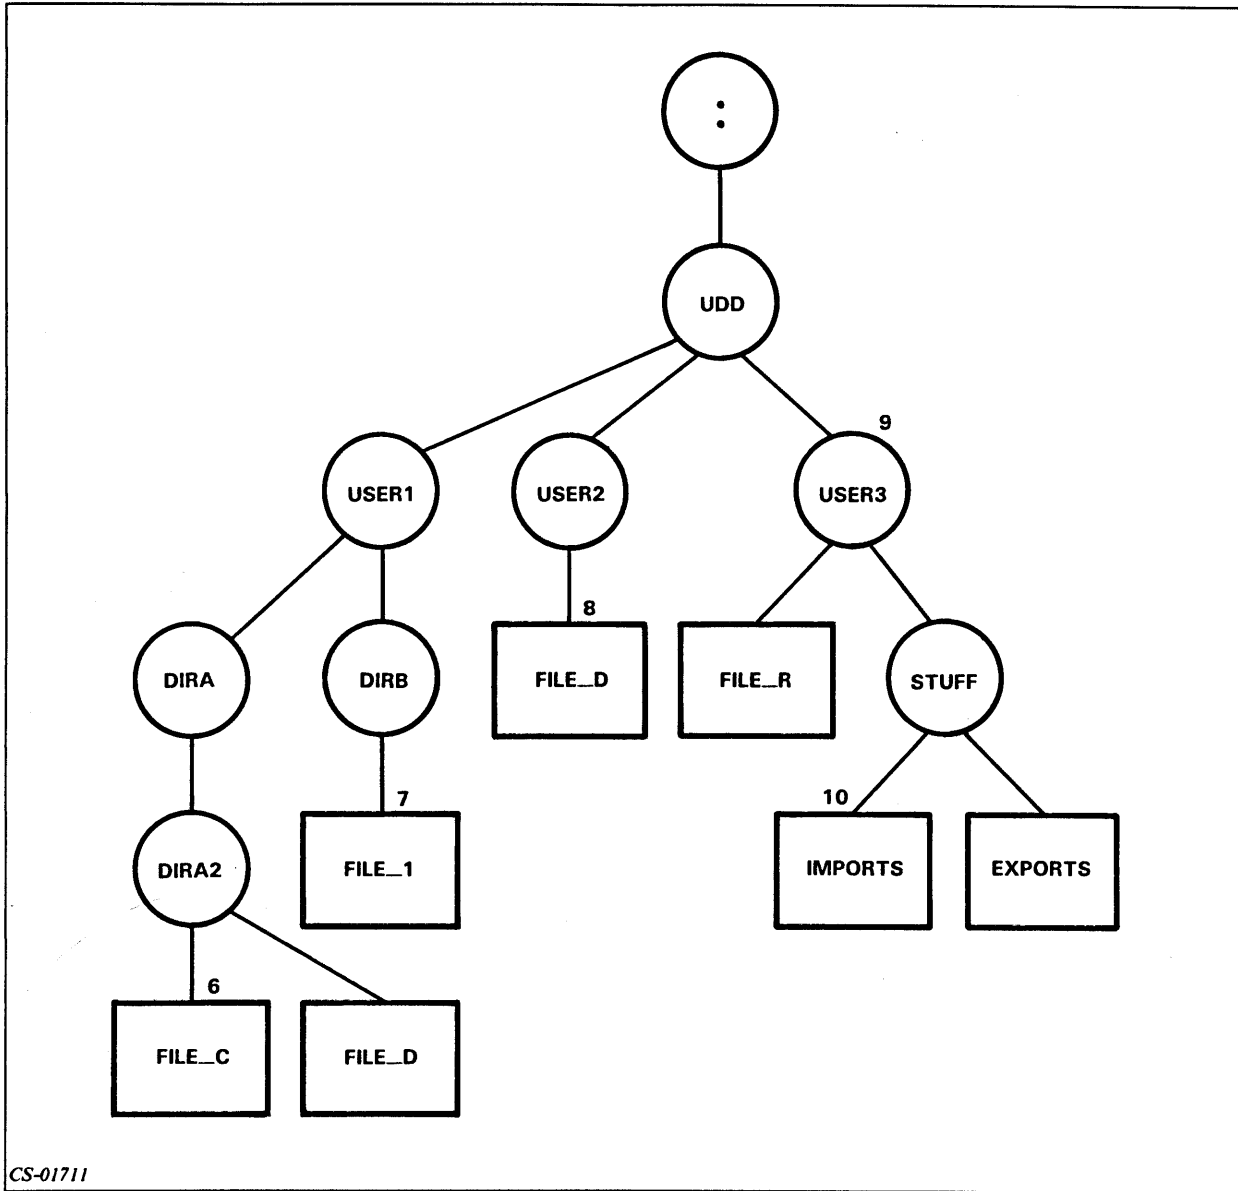 :
UDD
9
USER1 USER2 USER3
8
DIRA DIRB FILE_D FILE_R STUFF
7 10
DIRA2 FILE_1 IMPORTS EXPORTS
6
FILE_C FILE_D
CS-01711